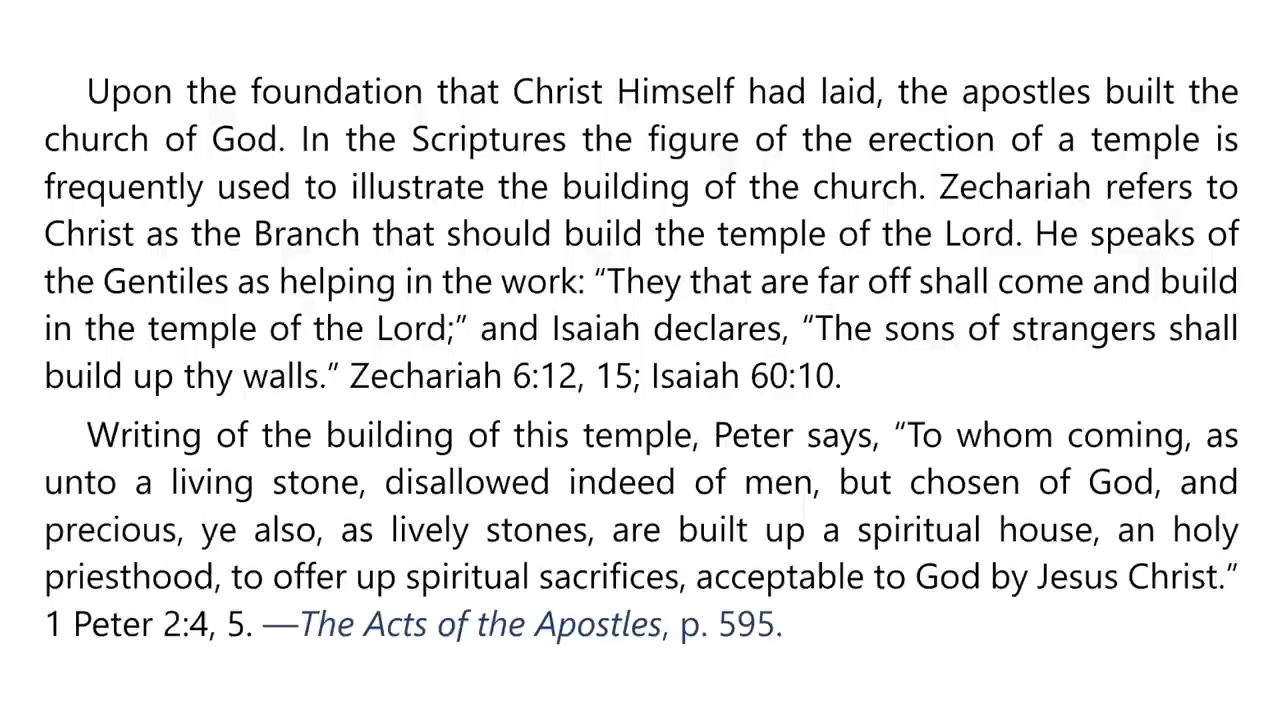 Upon the foundation that Christ Himself had laid, the apostles built the
church of God. In the Scriptures the figure of the erection of a temple is
frequently used to illustrate the building of the church. Zechariah refers to
Christ as the Branch that should build the temple of the Lord. He speaks of
the Gentiles as helping in the work: “They that are far off shall come and build
in the temple of the Lord;” and Isaiah declares, “The sons of strangers shall
build up thy walls.” Zechariah 6:12, 15; Isaiah 60:10.
Writing of the building of this temple, Peter says, “To whom coming, as
unto a living stone, disallowed indeed of men, but chosen of God, and
precious, ye also, as lively stones, are built up a spiritual house, an holy
priesthood, to offer up spiritual sacrifices, acceptable to God by Jesus Christ.”
1 Peter 2:4, 5. —The Acts of the Apostles, p. 595.